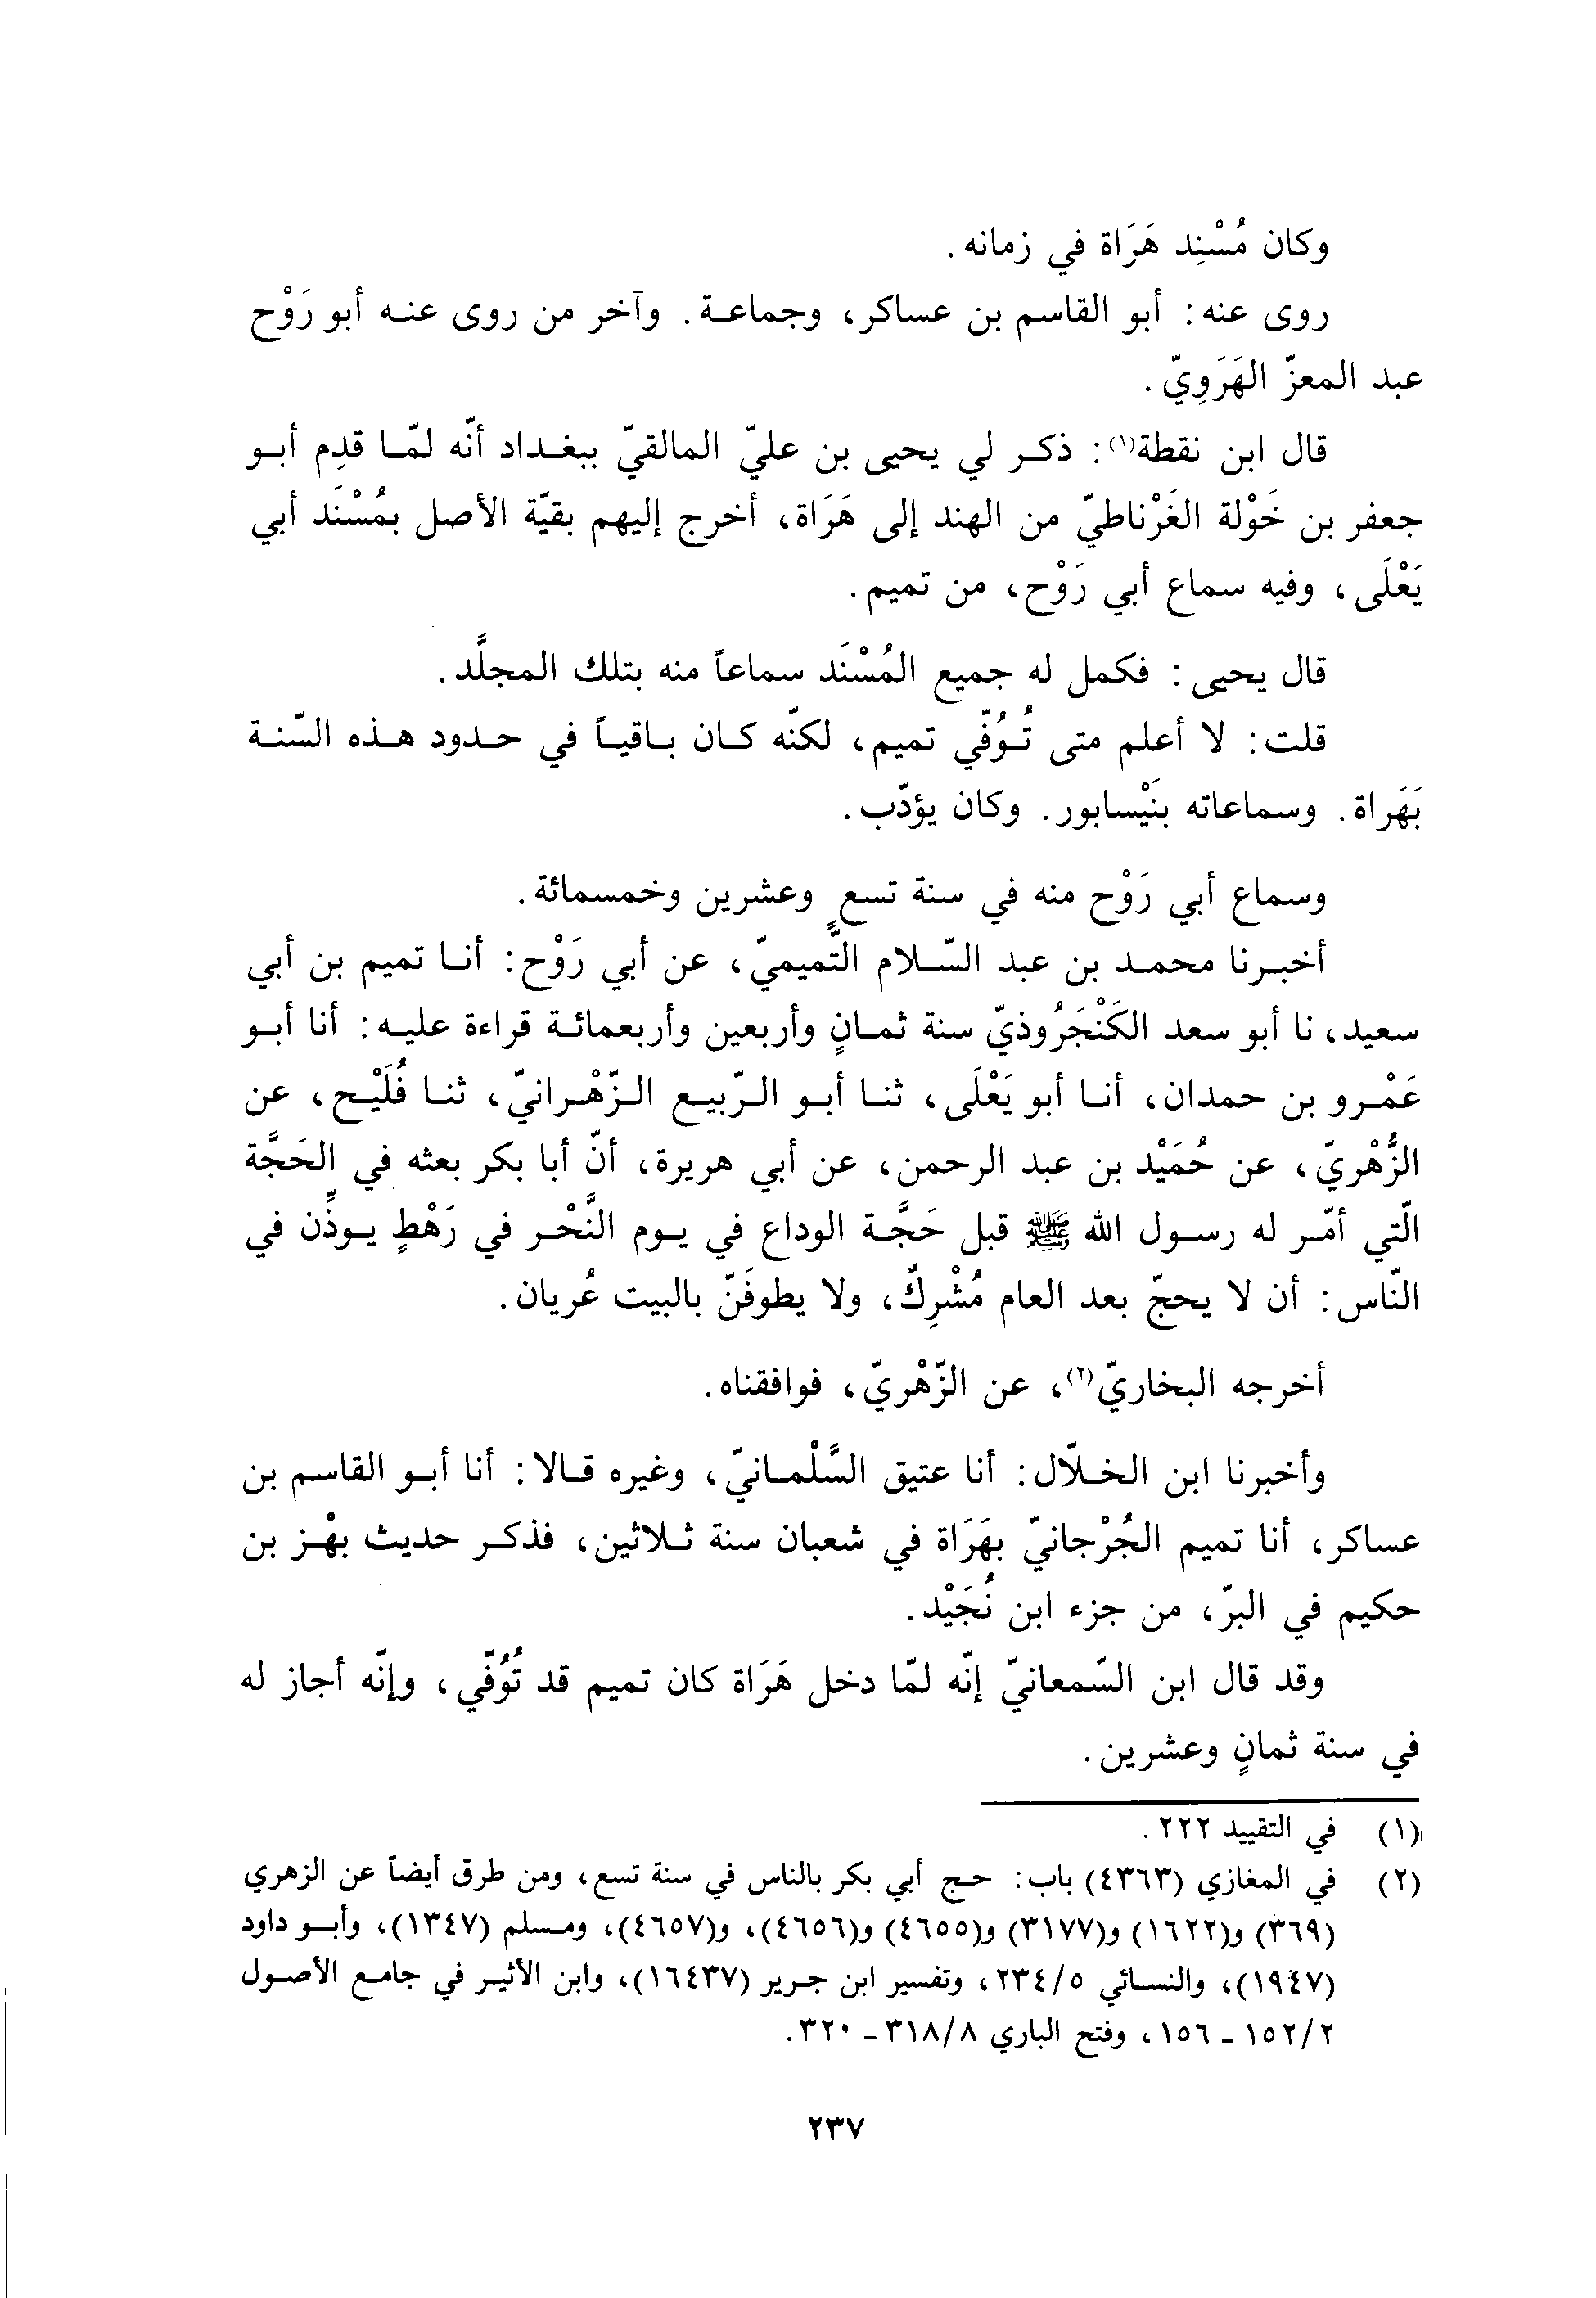 وكان مُسْنِد هَرَاة في زمانه.
روى عنه: أبو القاسم بن عساكر، وجماعة. وآخر من روى عنه أبو رَوْح
عبد المعزّ الهَرَوِيّ.
قال ابن نقطة(١): ذكر لي يحيى بن عليّ المالقيّ ببغداد أنّه لمّا قدِم أبو
جعفر بن خَوْلة الغَرْناطيّ من الهند إلى هَرَاة، أخرج إليهم بقيّة الأصل بمُسْنَد أبي
يَعْلَى، وفيه سماع أبي رَوْح، من تميم.
قال يحيى: فكمل له جميع المُسْنَد سماعاً منه بتلك المجلَّد.
قلت: لا أعلم متى تُوُفّي تميم، لكنّه كان باقياً في حدود هذه السّنة
بَهَراة. وسماعاته بنَيْسابور. وكان يؤدّب.
وسماع أبي رَوْح منه في سنة تسعٍ وعشرين وخمسمائة.
أخبرنا محمد بن عبد السّلام التَّميميّ، عن أبي رَوْح: أنا تميم بن أبي
سعيد، نا أبو سعد الكَنْجَرُوذيّ سنة ثمانٍ وأربعين وأربعمائة قراءة عليه: أنا أبو
عَمْرو بن حمدان، أنا أبو يَعْلَى، ثنا أبو الرّبيع الزّهْرانيّ، ثنا فُلَيْح، عن
الزُّهْريّ، عن حُمَيْد بن عبد الرحمن، عن أبي هريرة، أنّ أبا بكر بعثه في الحَجَّة
الّتي أمّر له رسول الله ﷺ قبل حَجَّة الوداع في يوم النَّحْر في رَهْطٍ يوذِّن في
النّاس: أن لا يحجّ بعد العام مُشْرِكٌ، ولا يطوفَنّ بالبيت عُريان.
أخرجه البخاريّ(٢)، عن الزّهْريّ، فوافقناه.
وأخبرنا ابن الخلّال: أنا عتيق السَّلْمانيّ، وغيره قالا: أنا أبو القاسم بن
عساكر، أنا تميم الجُرْجانيّ بهَرَاة في شعبان سنة ثلاثين، فذكر حديث بهْز بن
حكيم في البرّ، من جزء ابن نُجَيْد.
وقد قال ابن السّمعانيّ إنّه لمّا دخل هَرَاة كان تميم قد تُوُفّي، وإنّه أجاز له
في سنة ثمانٍ وعشرين.
(١) في التقييد ٢٢٢.
(٢) في المغازي (٤٣٦٣) باب: حج أبي بكر بالناس في سنة تسع، ومن طرق أيضاً عن الزهري
(٣٦٩) و(١٦٢٢) و(٣١٧٧) و(٤٦٥٥) و(٤٦٥٦)، و(٤٦٥٧)، ومسلم (١٣٤٧)، وأبو داود
(١٩٤٧)، والنسائي ٢٣٤/٥، وتفسير ابن جرير (١٦٤٣٧)، وابن الأثير في جامع الأصول
١٥٢/٢ - ١٥٦، وفتح الباري ٣١٨/٨ - ٣٢٠.
٢٣٧